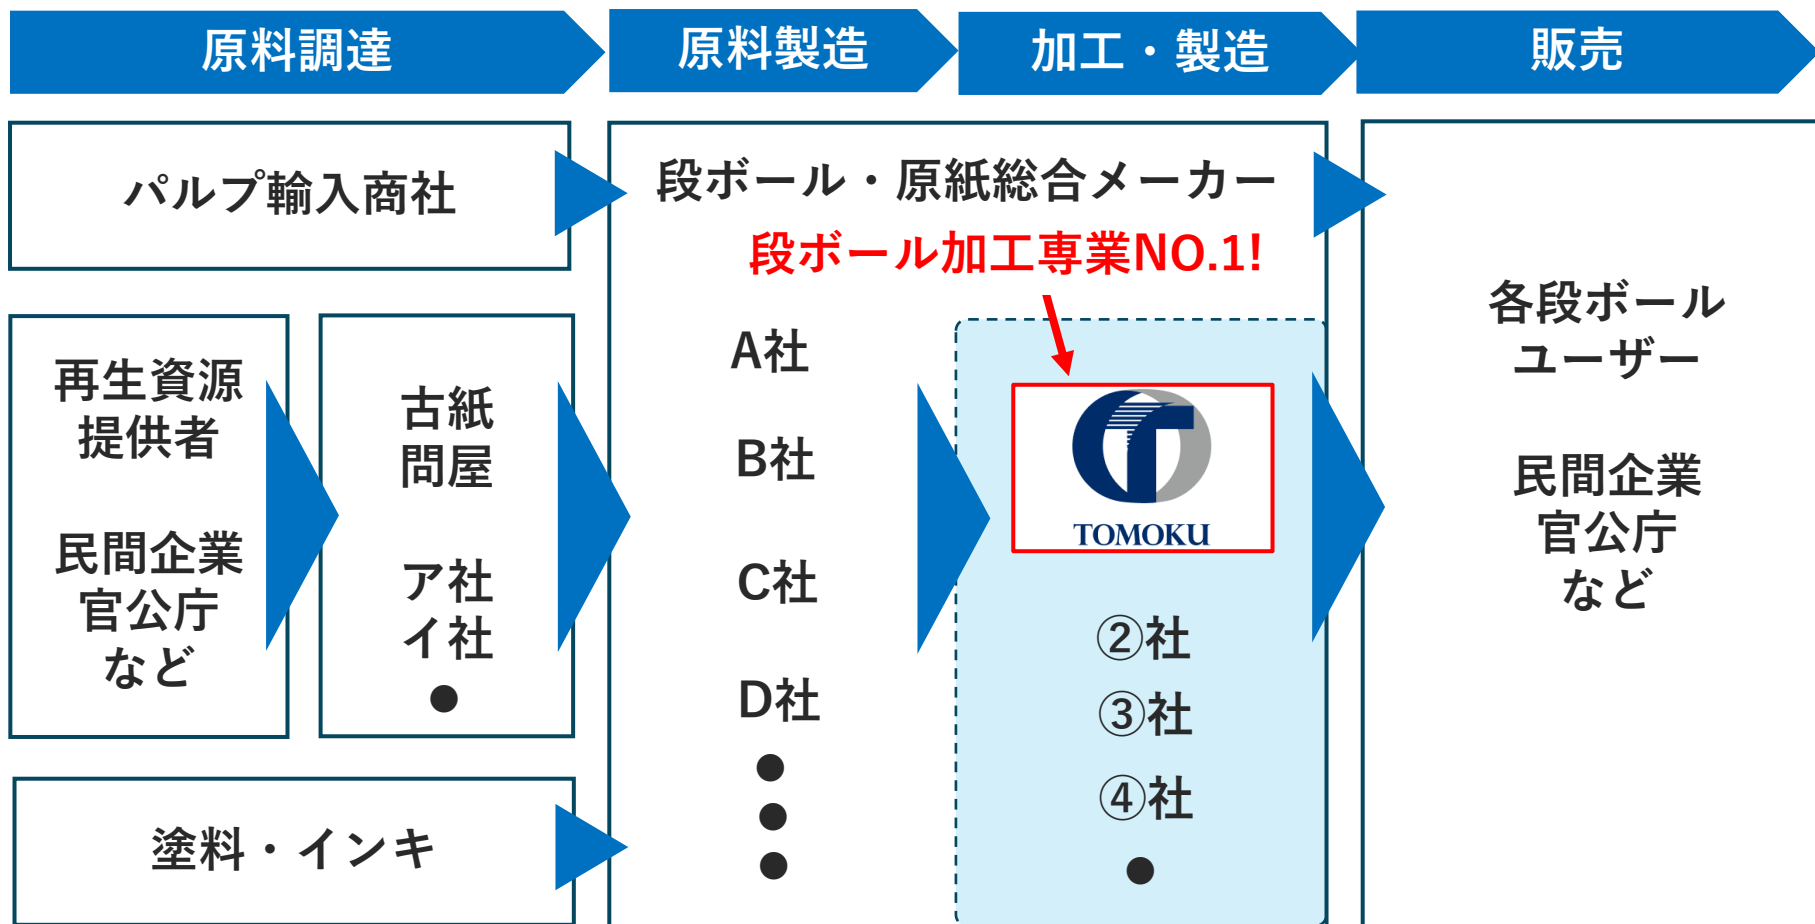 原料調達
原料製造
加工・製造
販売
パルプ輸入商社
再生資源
提供者
民間企業
官公庁
など
古紙
問屋
ア社
イ社
●
塗料・インキ
段ボール・原紙総合メーカー
段ボール加工専業NO.1!
A社
B社
C社
D社
●
●
●
TOMOKU
②社
③社
④社
●
各段ボール
ユーザー
民間企業
官公庁
など